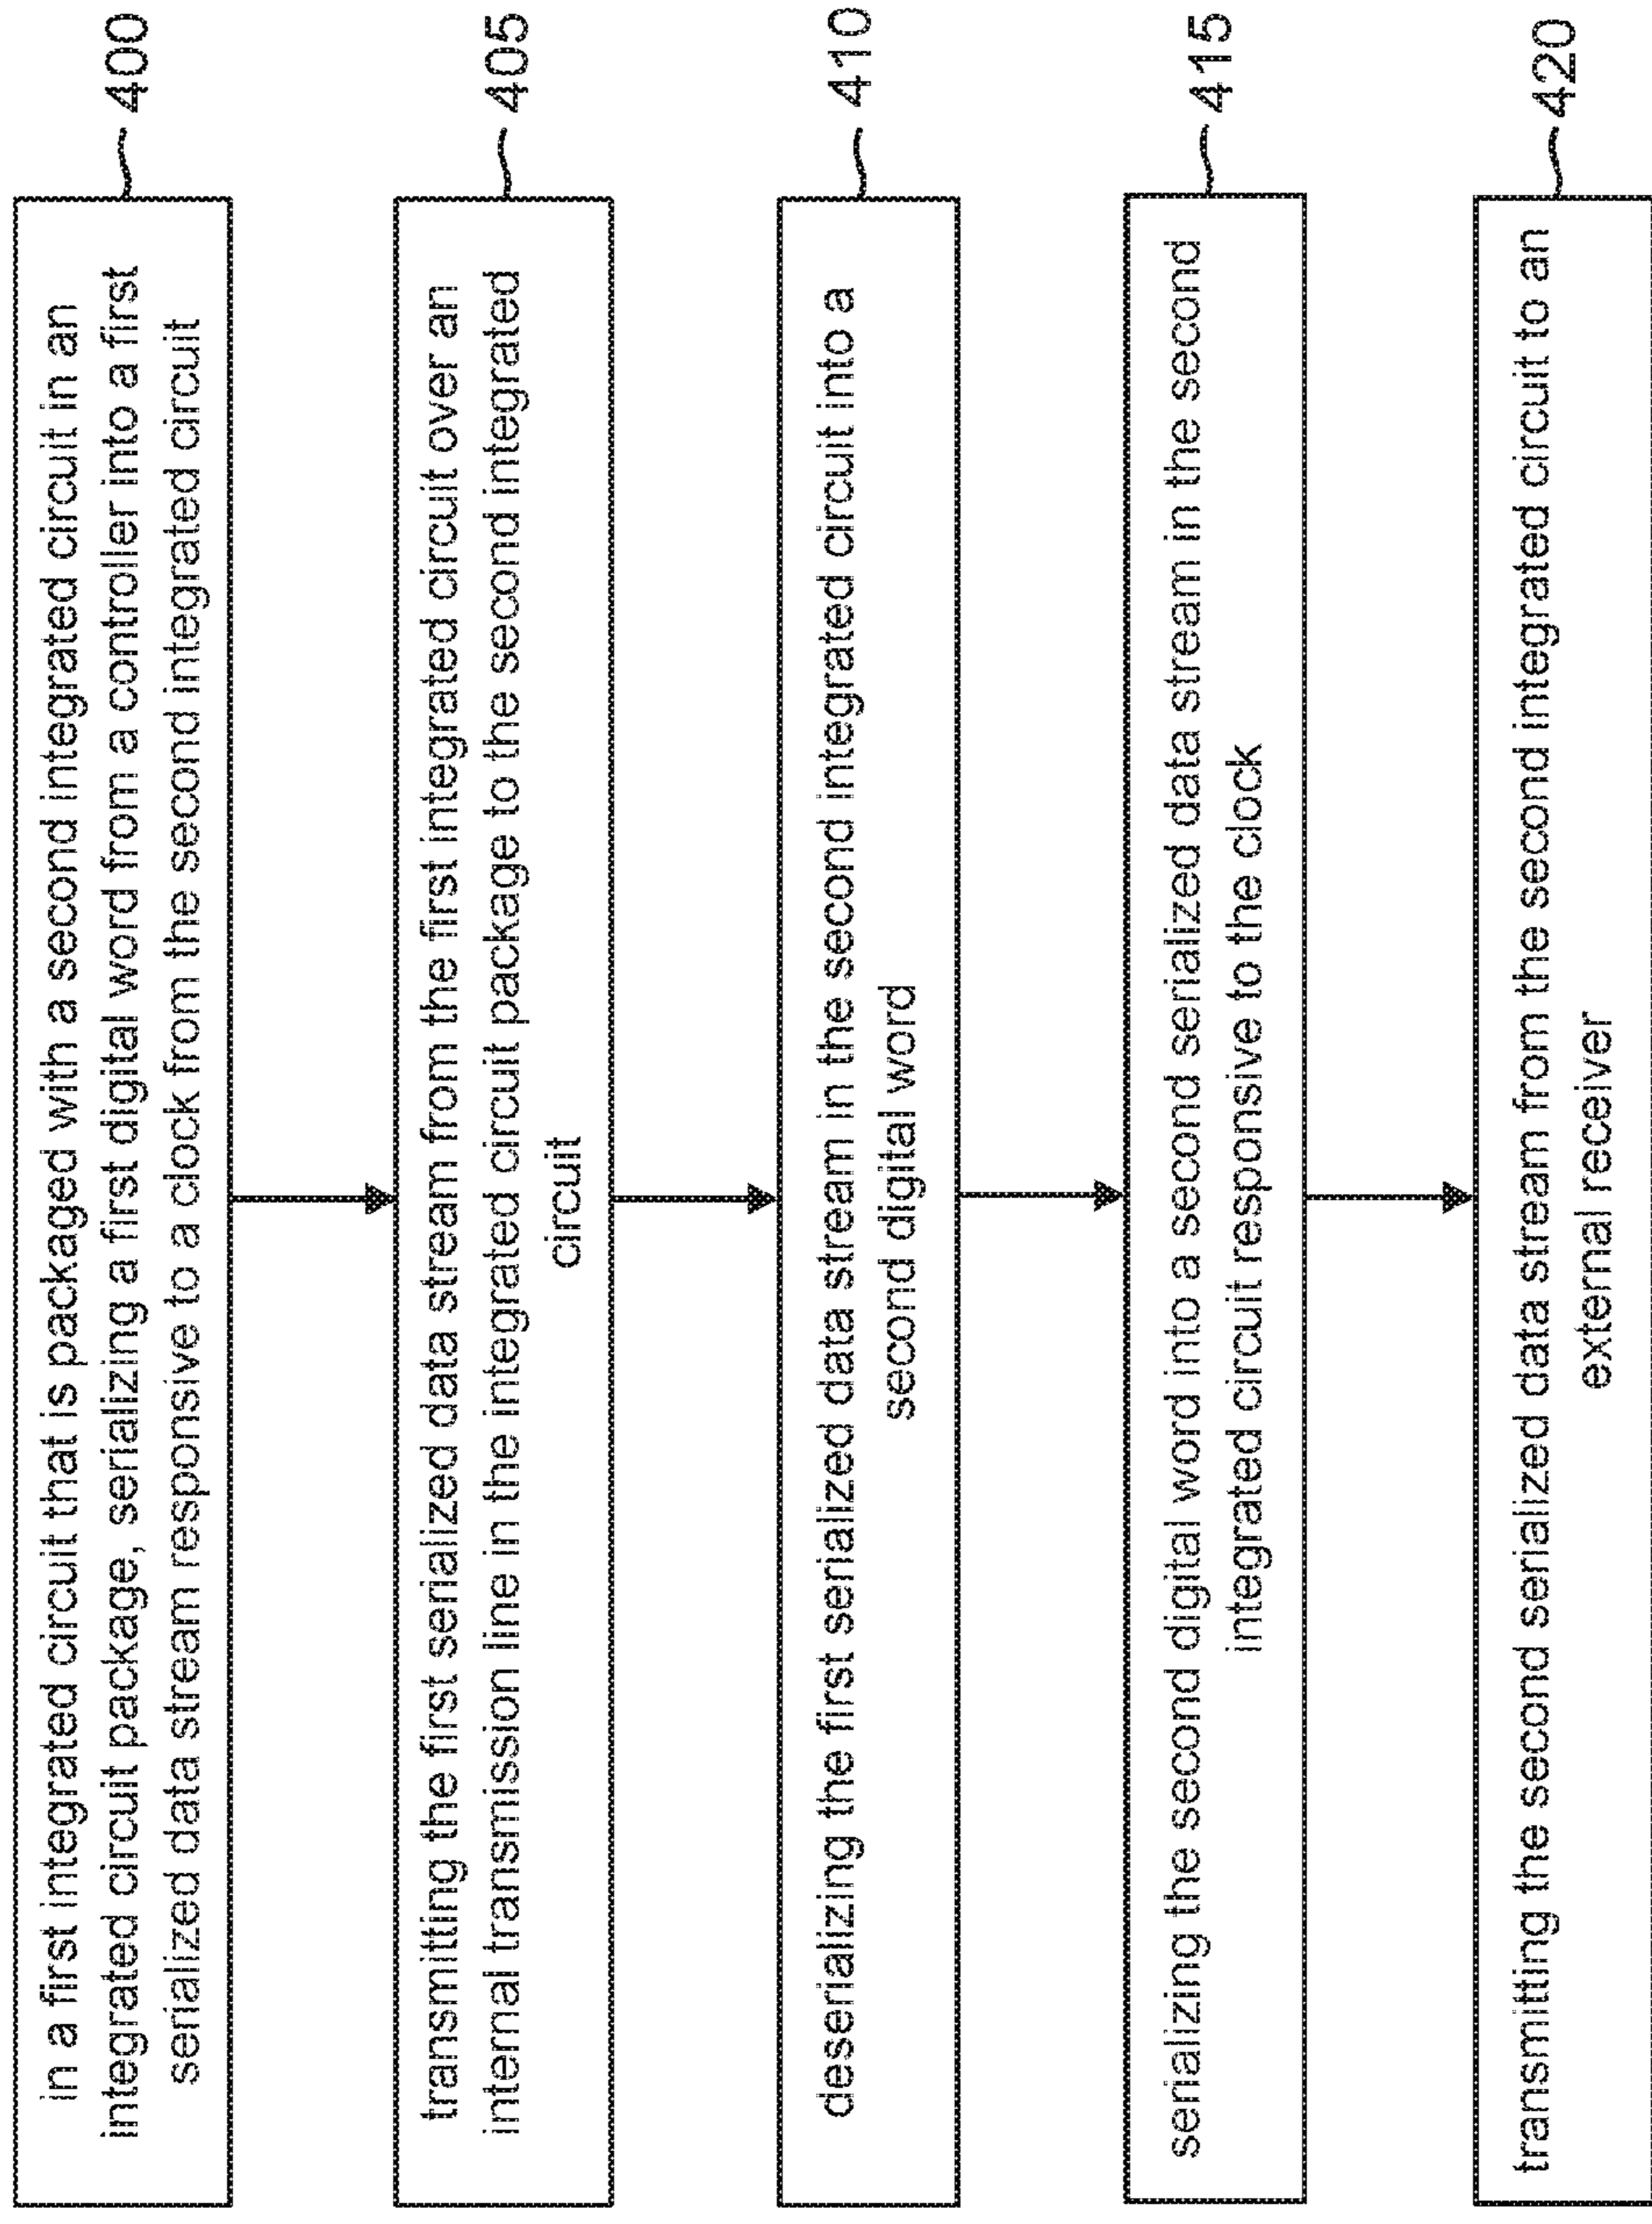 in a first integrated circuit that is packaged with a second integrated circuit in an
integrated circuit package, serializing a first digital word from a controller into a first
serialized data stream responsive to a clock from the second integrated circuit
400
transmitting the first serialized data stream from the first integrated circuit over an
internal transmission line in the integrated circuit package to the second integrated
circuit
405
deserializing the first serialized data stream in the second integrated circuit into a
second digital word
410
serializing the second digital word into a second serialized data stream in the second
integrated circuit responsive to the clock
415
transmitting the second serialized data stream from the second integrated circuit to an
external receiver
420